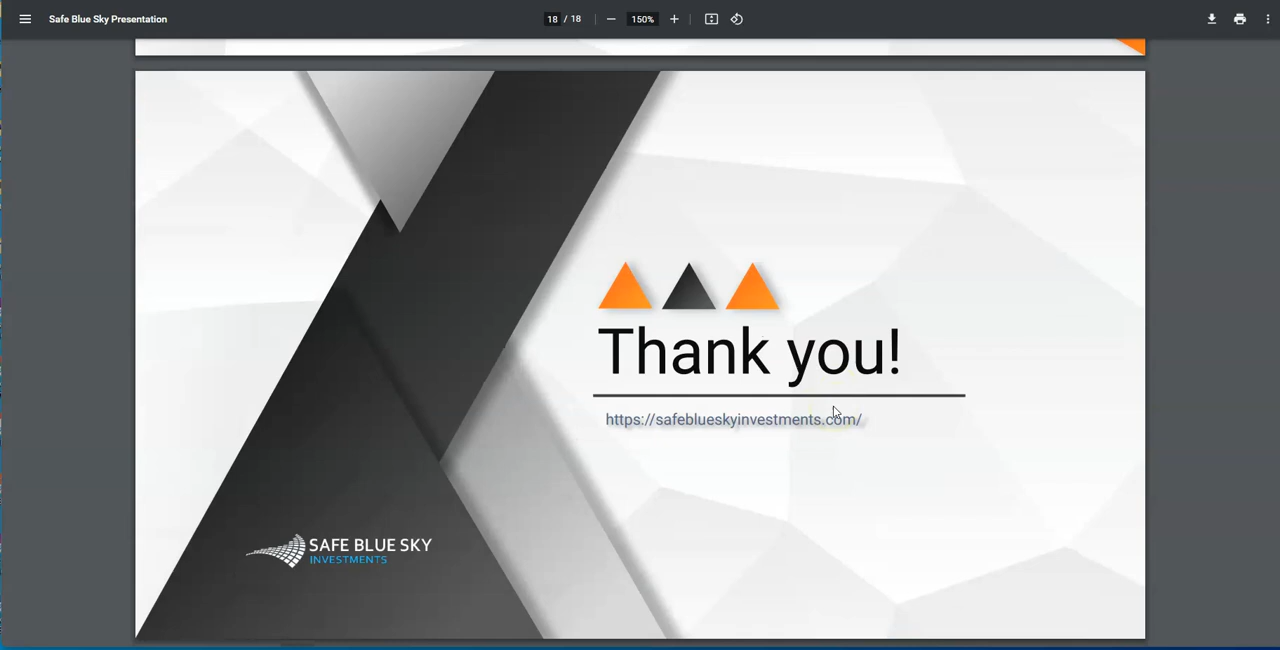 Safe Blue Sky Presentation
18 / 18
150%
Thank you!
https://safeblueskyinvestments.com/
SAFE BLUE SKY
INVESTMENTS